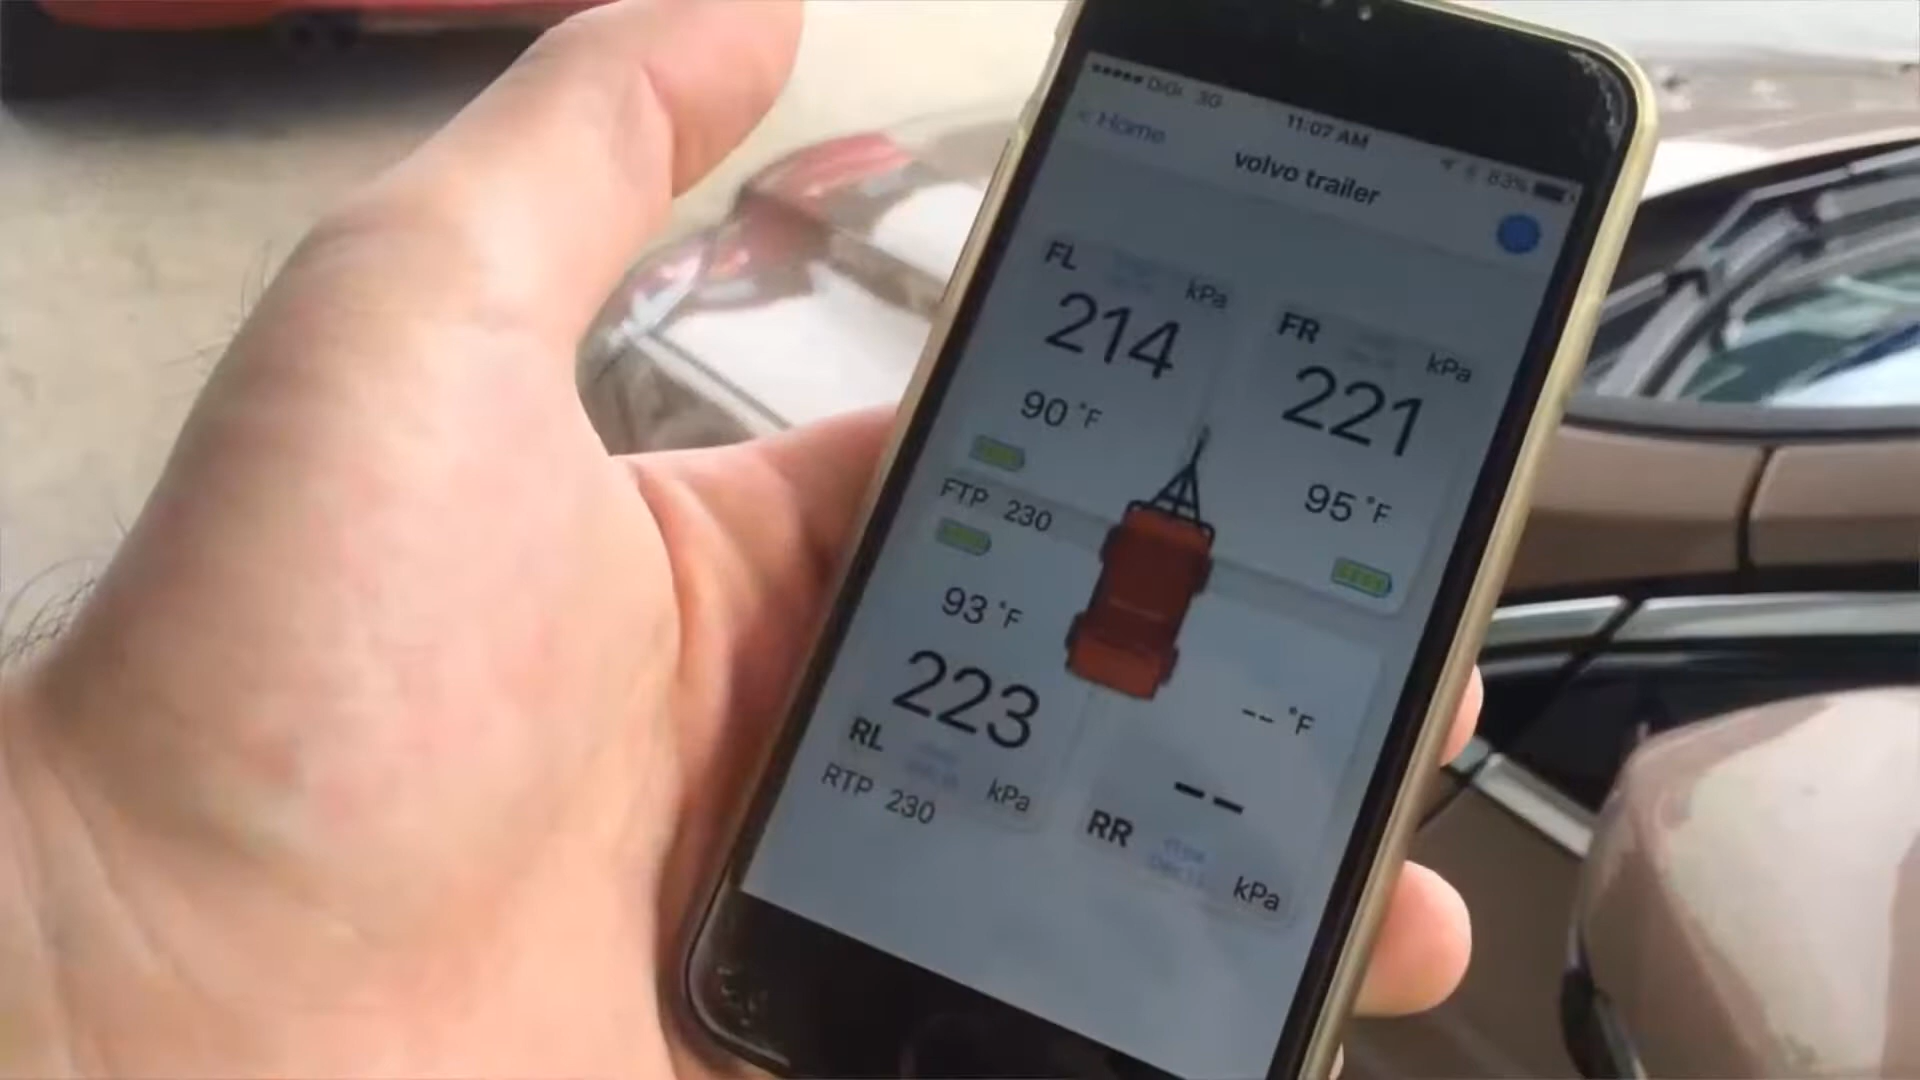 DiGi 3G 11:07 AM 83%
< Home
volvo trailer
FL kPa
214
90 °F
FR kPa
221
95 °F
FTP 230
93 °F
223
RL kPa
RTP 230
-- °F
--
RR kPa